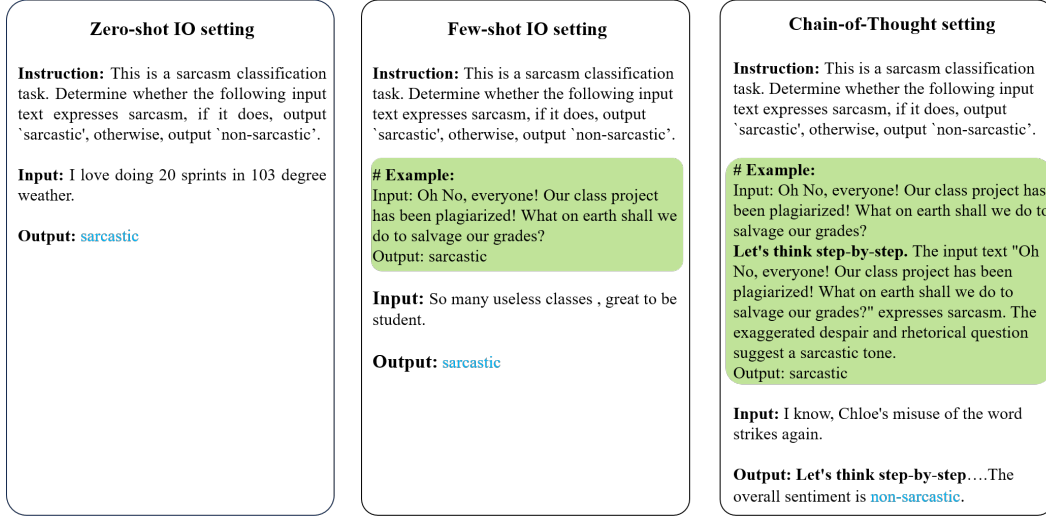 Zero-shot IO setting
Instruction: This is a sarcasm classification
task. Determine whether the following input
text expresses sarcasm, if it does, output
`sarcastic', otherwise, output `non-sarcastic’.
Input: I love doing 20 sprints in 103 degree
weather.
Output: sarcastic
Few-shot IO setting
Instruction: This is a sarcasm classification
task. Determine whether the following input
text expresses sarcasm, if it does, output
`sarcastic', otherwise, output `non-sarcastic’.
# Example:
Input: Oh No, everyone! Our class project
has been plagiarized! What on earth shall we
do to salvage our grades?
Output: sarcastic
Input: So many useless classes , great to be
student.
Output: sarcastic
Chain-of-Thought setting
Instruction: This is a sarcasm classification
task. Determine whether the following input
text expresses sarcasm, if it does, output
`sarcastic', otherwise, output `non-sarcastic’.
# Example:
Input: Oh No, everyone! Our class project has
been plagiarized! What on earth shall we do to
salvage our grades?
Let's think step-by-step. The input text "Oh
No, everyone! Our class project has been
plagiarized! What on earth shall we do to
salvage our grades?" expresses sarcasm. The
exaggerated despair and rhetorical question
suggest a sarcastic tone.
Output: sarcastic
Input: I know, Chloe's misuse of the word
strikes again.
Output: Let's think step-by-step….The
overall sentiment is non-sarcastic.